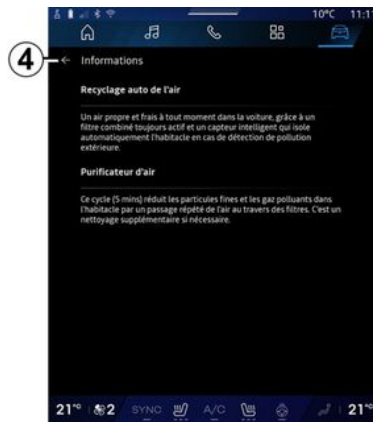 10°C 11:1
4
← Informations
Recyclage auto de l'air
Un air propre et frais à tout moment dans la voiture, grâce à un
filtre combiné toujours actif et un capteur intelligent qui isole
automatiquement l'habitacle en cas de détection de pollution
extérieure.
Purificateur d'air
Ce cycle (5 mins) réduit les particules fines et les gaz polluants dans
l'habitacle par un passage répété de l'air au travers des filtres. C'est un
nettoyage supplémentaire si nécessaire.
21°C 2 SYNC A/C 21°C